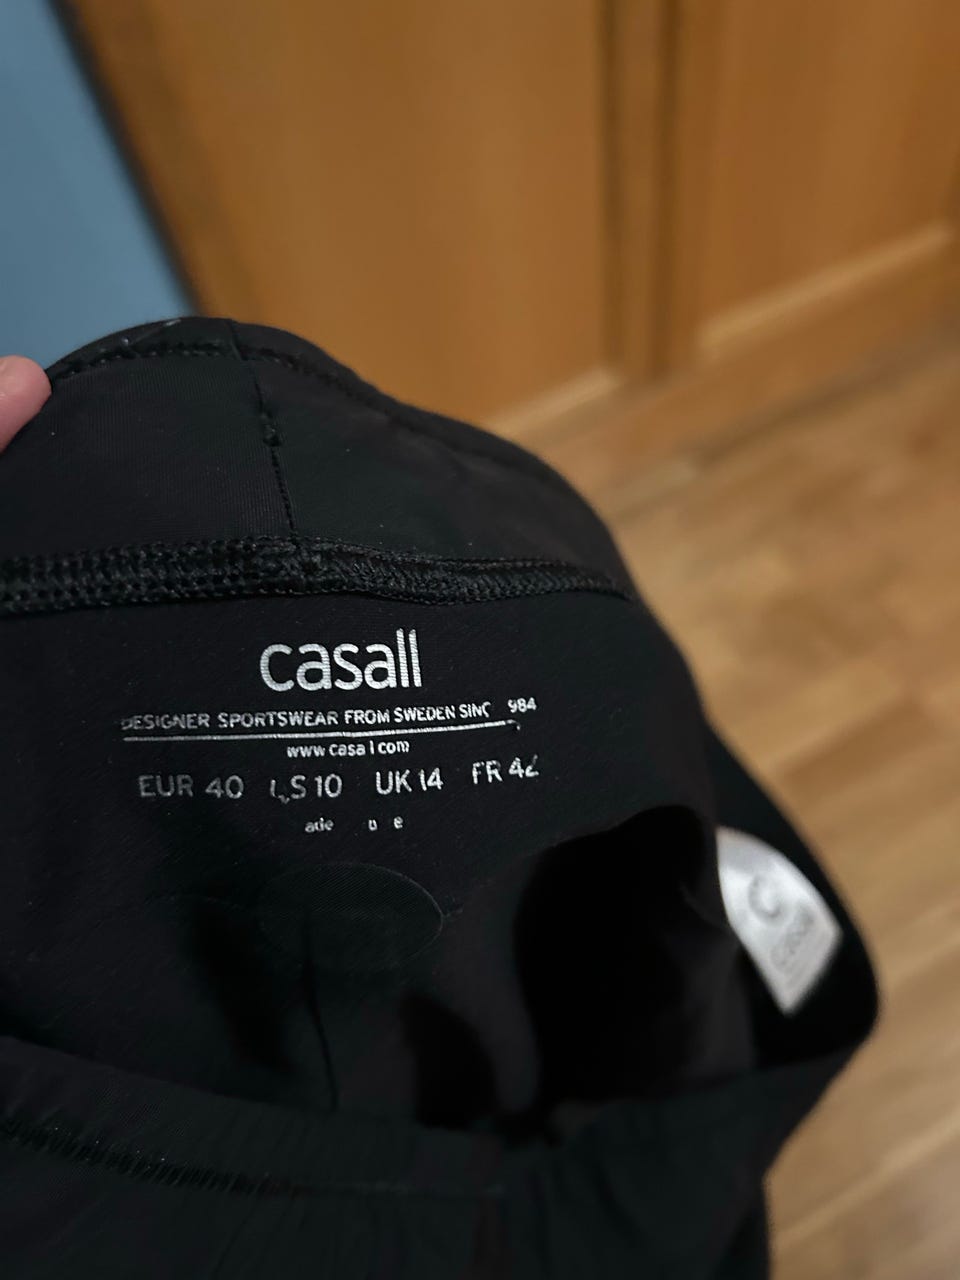 casall
DESIGNER SPORTSWEAR FROM SWEDEN SINC 984
www casa l com
EUR 40 US 10 UK 14 FR 42